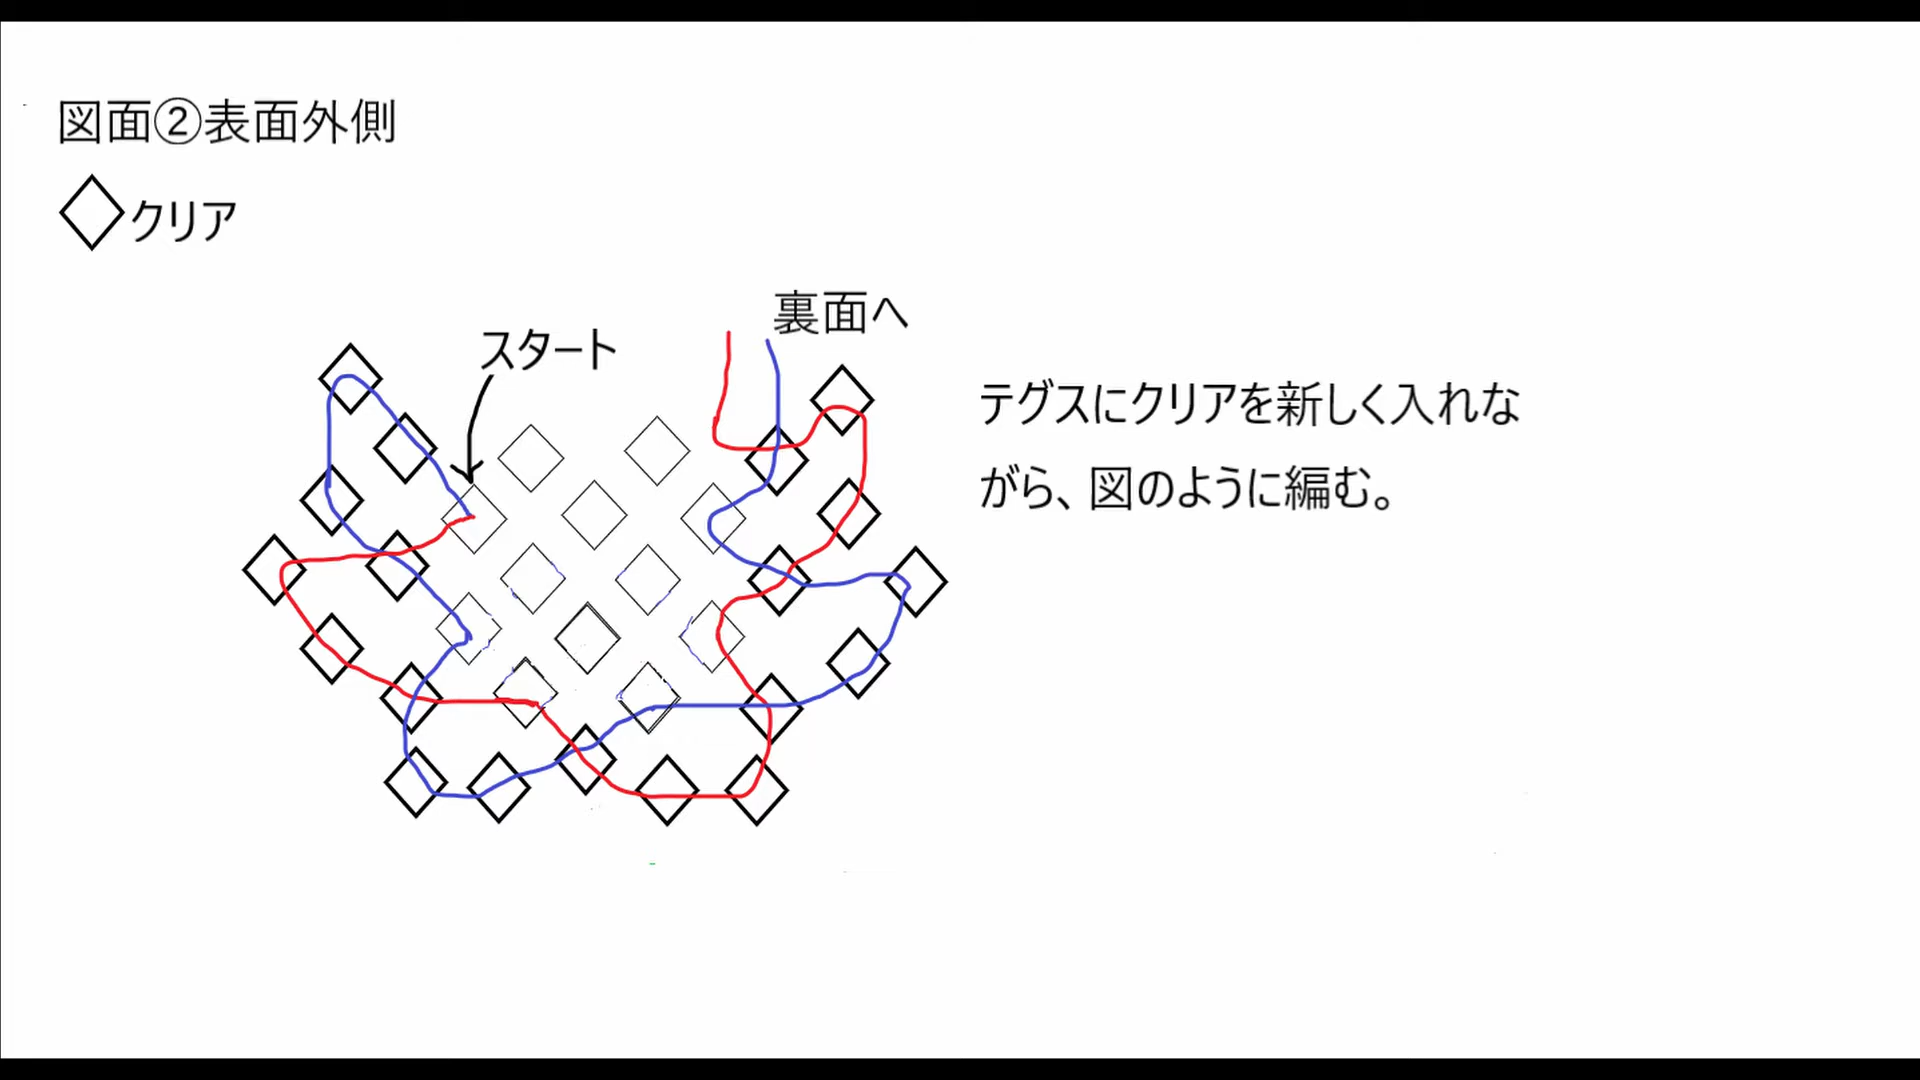 図面②表面外側
クリア
裏面へ
スタート
テグスにクリアを新しく入れな
がら、図のように編む。